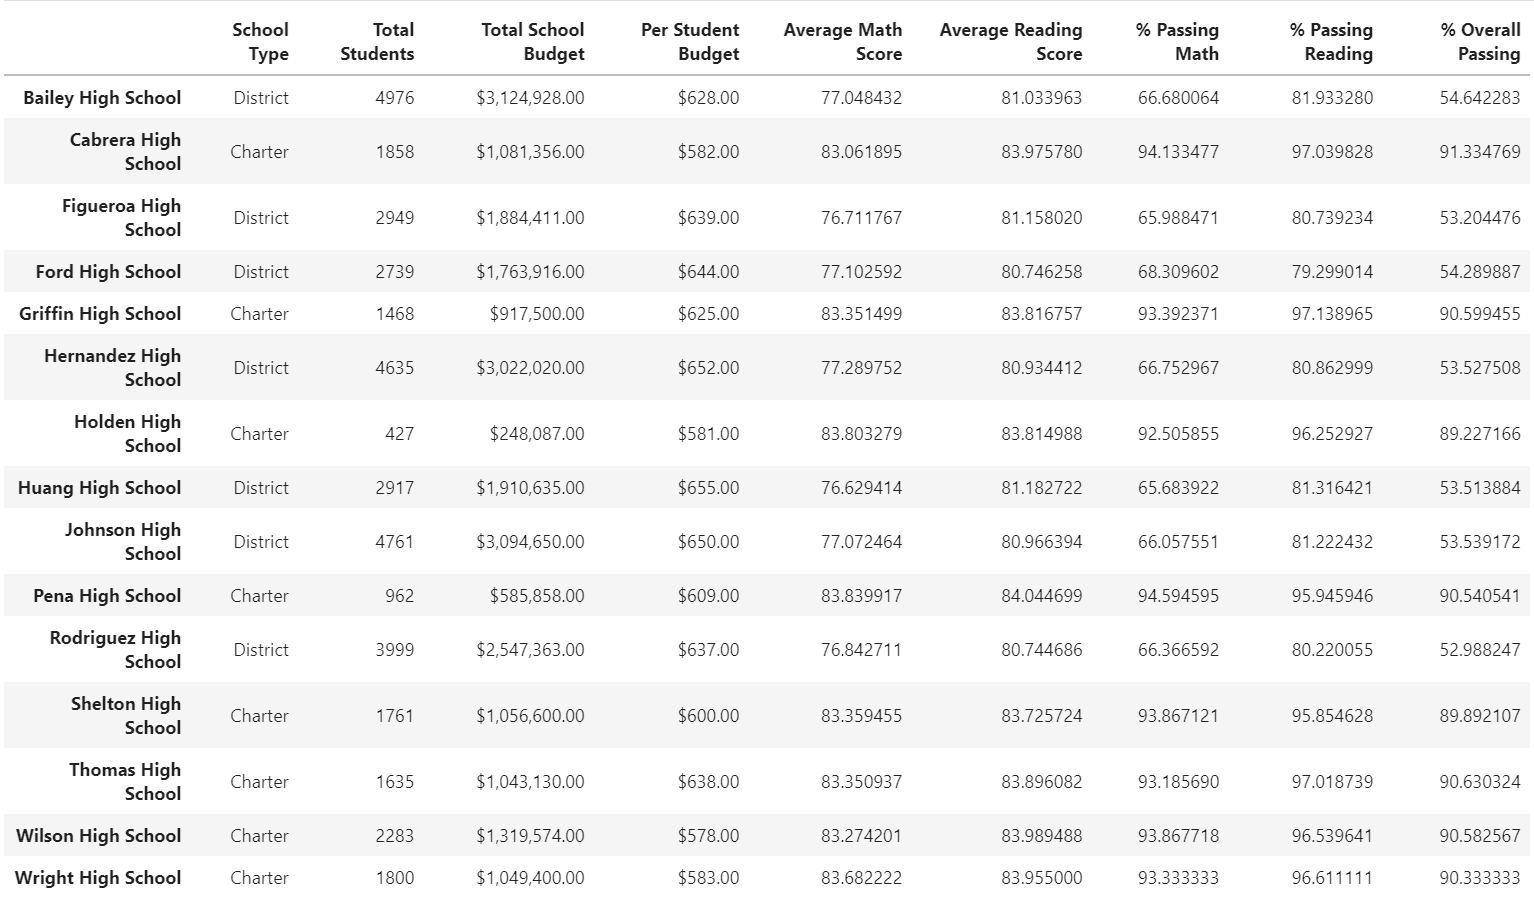 School Type Total Students Total School Budget Per Student Budget Average Math Score Average Reading Score % Passing Math % Passing Reading % Overall Passing
Bailey High School District 4976 $3,124,928.00 $628.00 77.048432 81.033963 66.680064 81.933280 54.642283
Cabrera High School Charter 1858 $1,081,356.00 $582.00 83.061895 83.975780 94.133477 97.039828 91.334769
Figueroa High School District 2949 $1,884,411.00 $639.00 76.711767 81.158020 65.988471 80.739234 53.204476
Ford High School District 2739 $1,763,916.00 $644.00 77.102592 80.746258 68.309602 79.299014 54.289887
Griffin High School Charter 1468 $917,500.00 $625.00 83.351499 83.816757 93.392371 97.138965 90.599455
Hernandez High School District 4635 $3,022,020.00 $652.00 77.289752 80.934412 66.752967 80.862999 53.527508
Holden High School Charter 427 $248,087.00 $581.00 83.803279 83.814988 92.505855 96.252927 89.227166
Huang High School District 2917 $1,910,635.00 $655.00 76.629414 81.182722 65.683922 81.316421 53.513884
Johnson High School District 4761 $3,094,650.00 $650.00 77.072464 80.966394 66.057551 81.222432 53.539172
Pena High School Charter 962 $585,858.00 $609.00 83.839917 84.044699 94.594595 95.945946 90.540541
Rodriguez High School District 3999 $2,547,363.00 $637.00 76.842711 80.744686 66.366592 80.220055 52.988247
Shelton High School Charter 1761 $1,056,600.00 $600.00 83.359455 83.725724 93.867121 95.854628 89.892107
Thomas High School Charter 1635 $1,043,130.00 $638.00 83.350937 83.896082 93.185690 97.018739 90.630324
Wilson High School Charter 2283 $1,319,574.00 $578.00 83.274201 83.989488 93.867718 96.539641 90.582567
Wright High School Charter 1800 $1,049,400.00 $583.00 83.682222 83.955000 93.333333 96.611111 90.333333